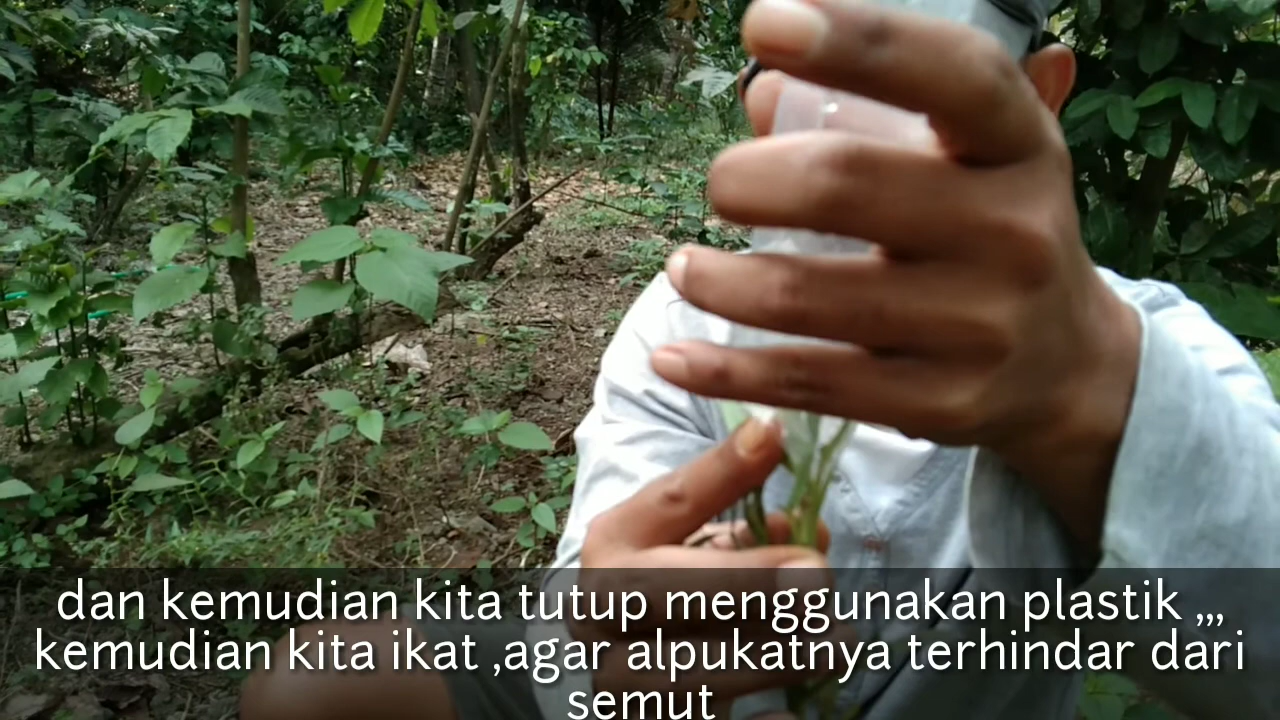 dan kemudian kita tutup menggunakan plastik ,,,
kemudian kita ikat ,agar alpukatnya terhindar dari
semut